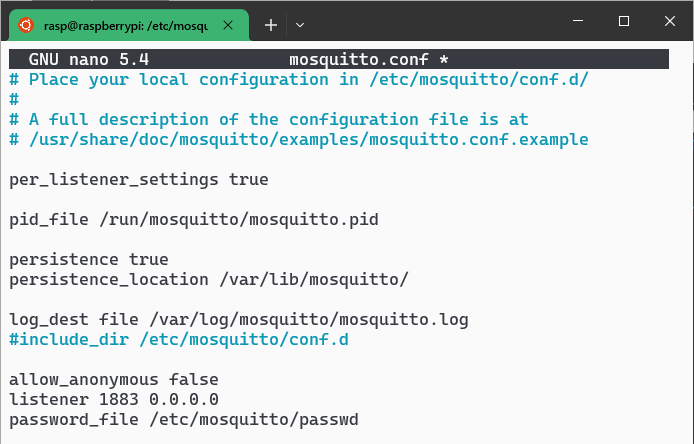 rasp@raspberrypi: /etc/mosqu
GNU nano 5.4 mosquitto.conf *
# Place your local configuration in /etc/mosquitto/conf.d/
#
# A full description of the configuration file is at
# /usr/share/doc/mosquitto/examples/mosquitto.conf.example
per_listener_settings true
pid_file /run/mosquitto/mosquitto.pid
persistence true
persistence_location /var/lib/mosquitto/
log_dest file /var/log/mosquitto/mosquitto.log
#include_dir /etc/mosquitto/conf.d
allow_anonymous false
listener 1883 0.0.0.0
password_file /etc/mosquitto/passwd